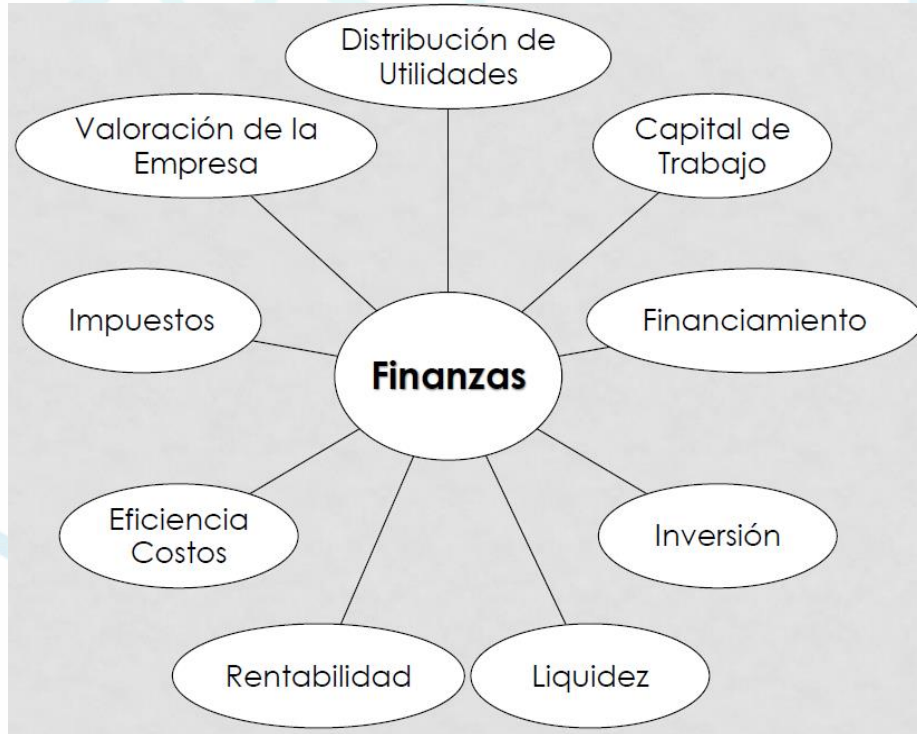 Distribución de
Utilidades
Valoración de la
Empresa
Capital de
Trabajo
Impuestos
Financiamiento
Finanzas
Eficiencia
Costos
Inversión
Rentabilidad
Liquidez